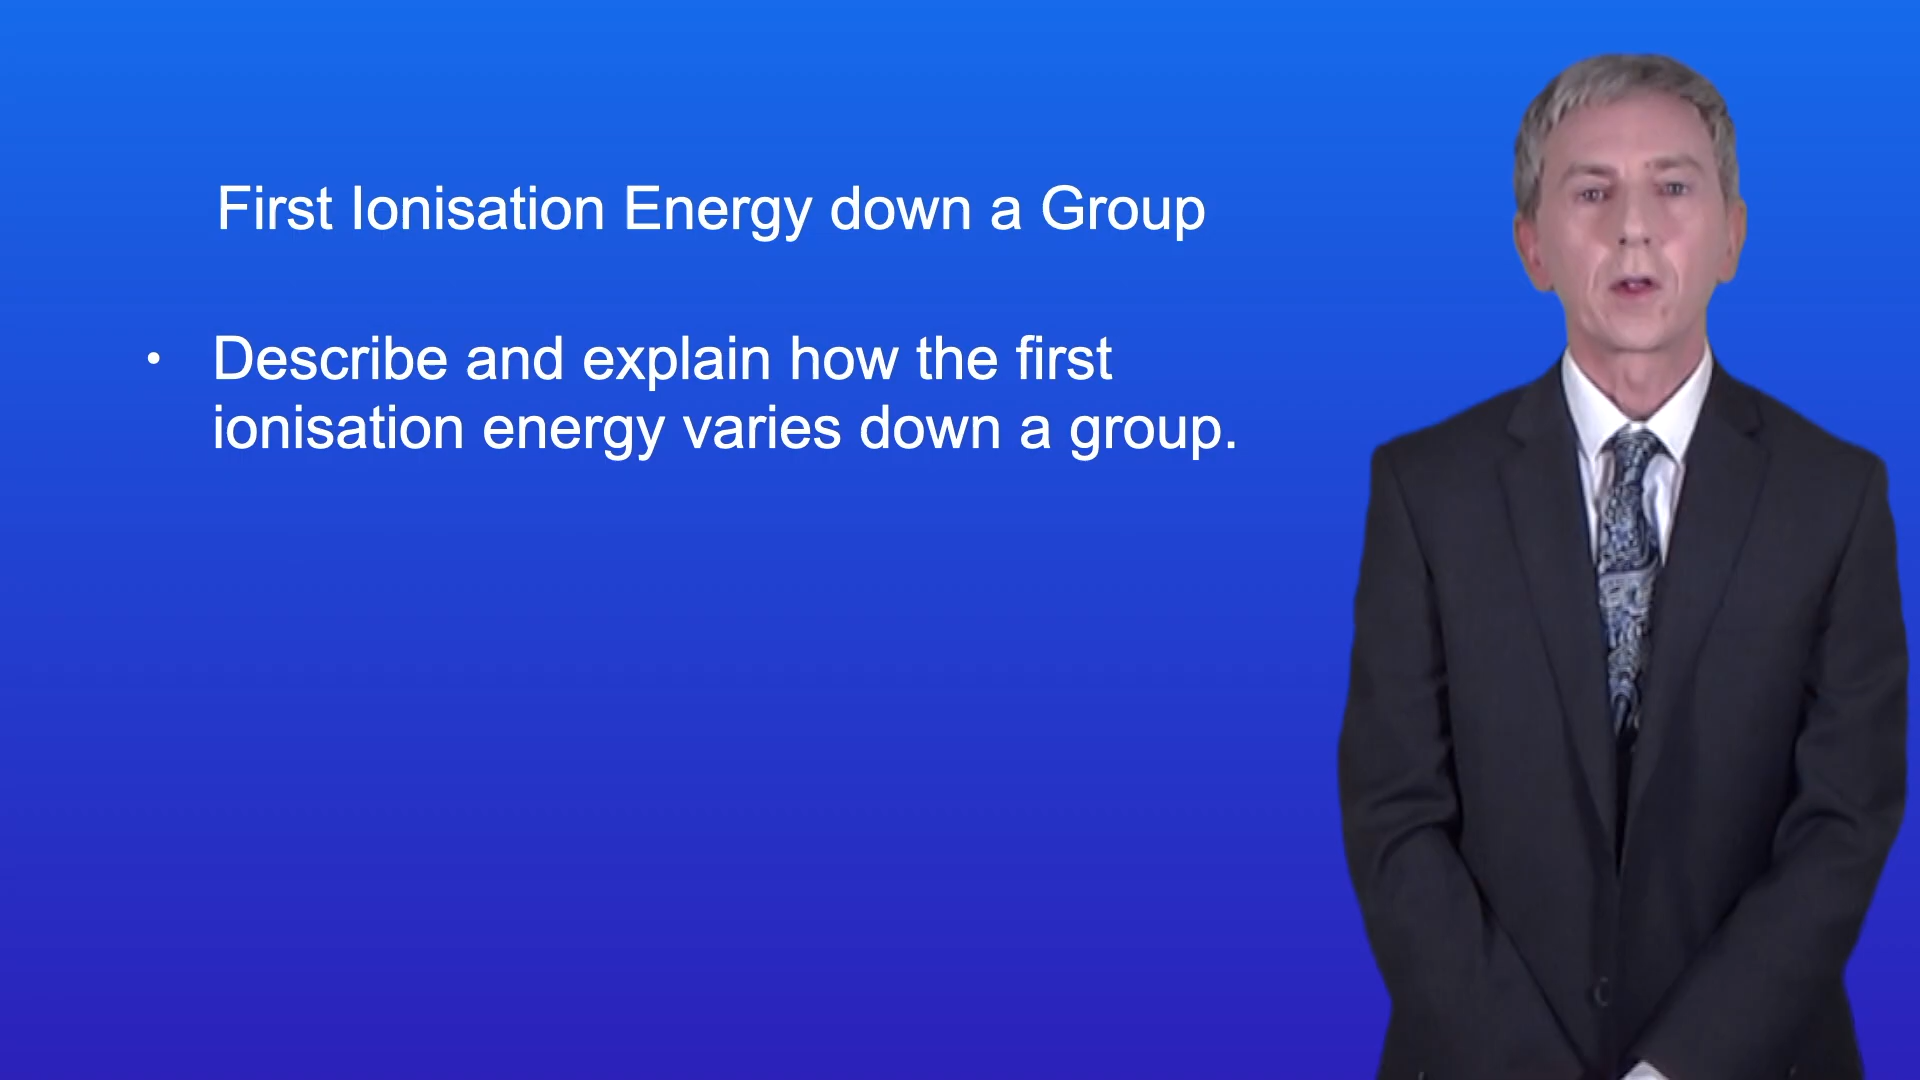 First Ionisation Energy down a Group
• Describe and explain how the first
ionisation energy varies down a group.